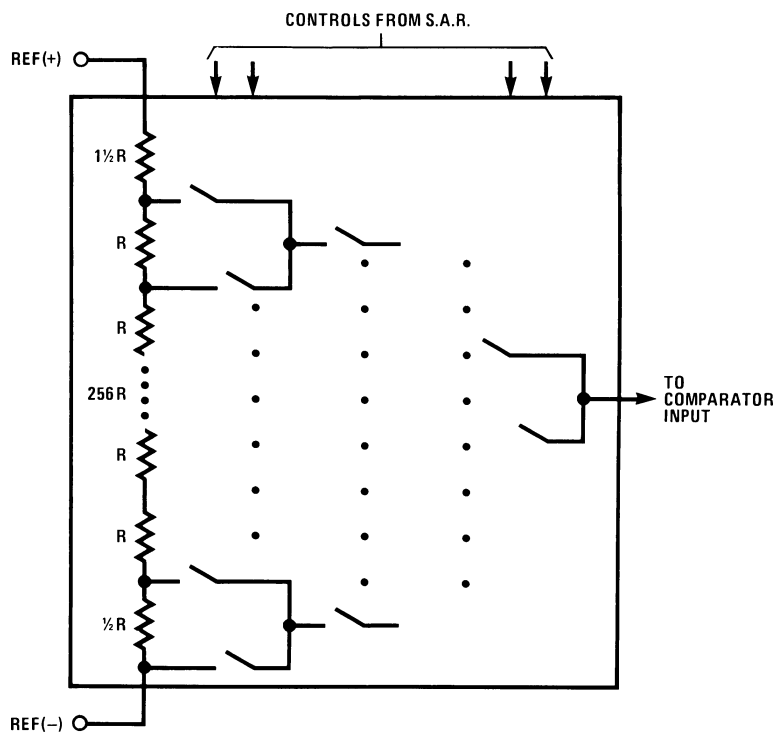 CONTROLS FROM S.A.R.
REF(+)
1½R
R
R
256R
R
R
½R
TO
COMPARATOR
INPUT
REF(−)